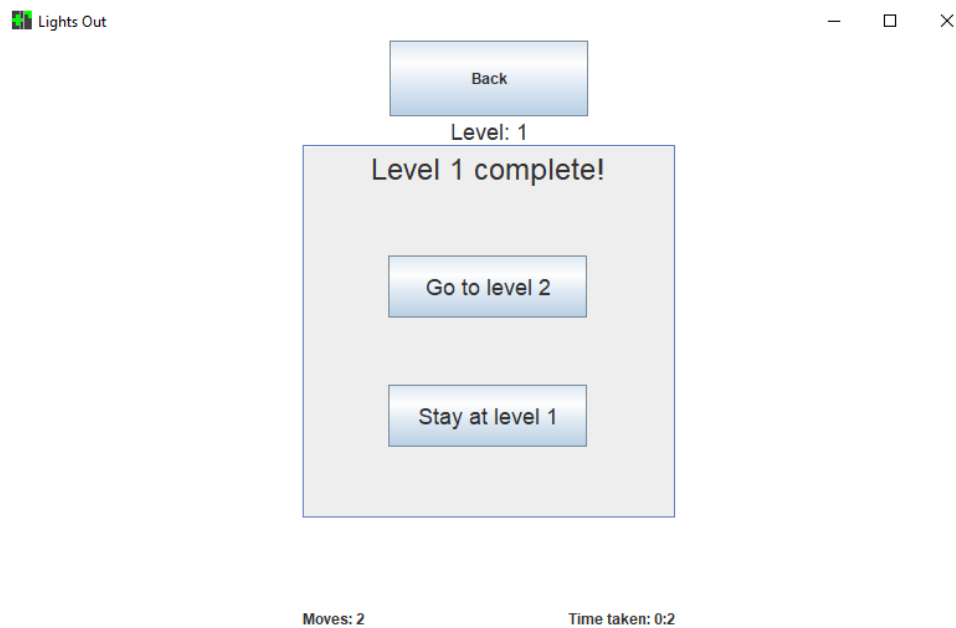 Lights Out
Back
Level: 1
Level 1 complete!
Go to level 2
Stay at level 1
Moves: 2 Time taken: 0:2